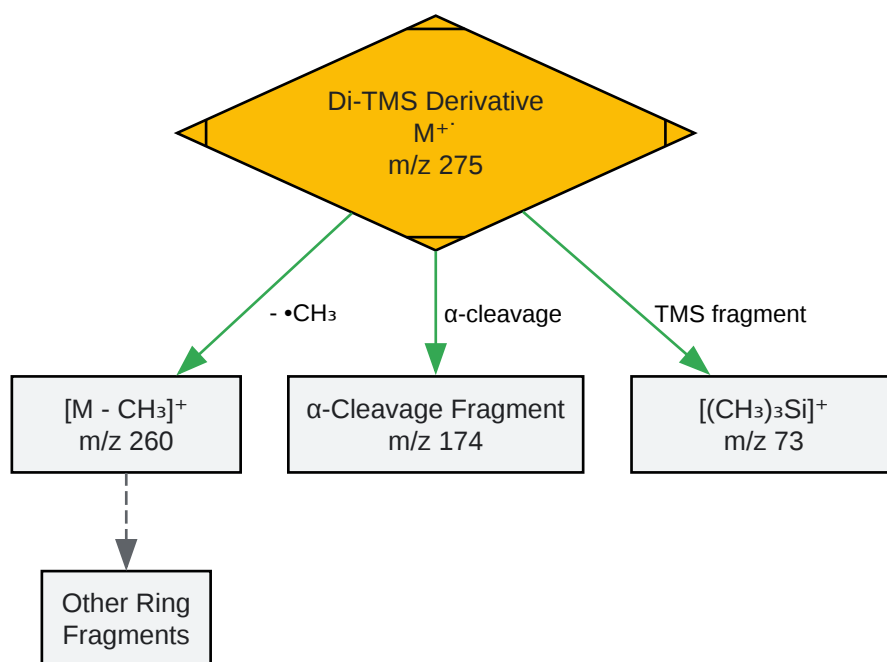 Di-TMS Derivative
M⁺˙
m/z 275
- •CH₃
α-cleavage
TMS fragment
[M - CH₃]⁺
m/z 260
α-Cleavage Fragment
m/z 174
[(CH₃)₃Si]⁺
m/z 73
Other Ring
Fragments